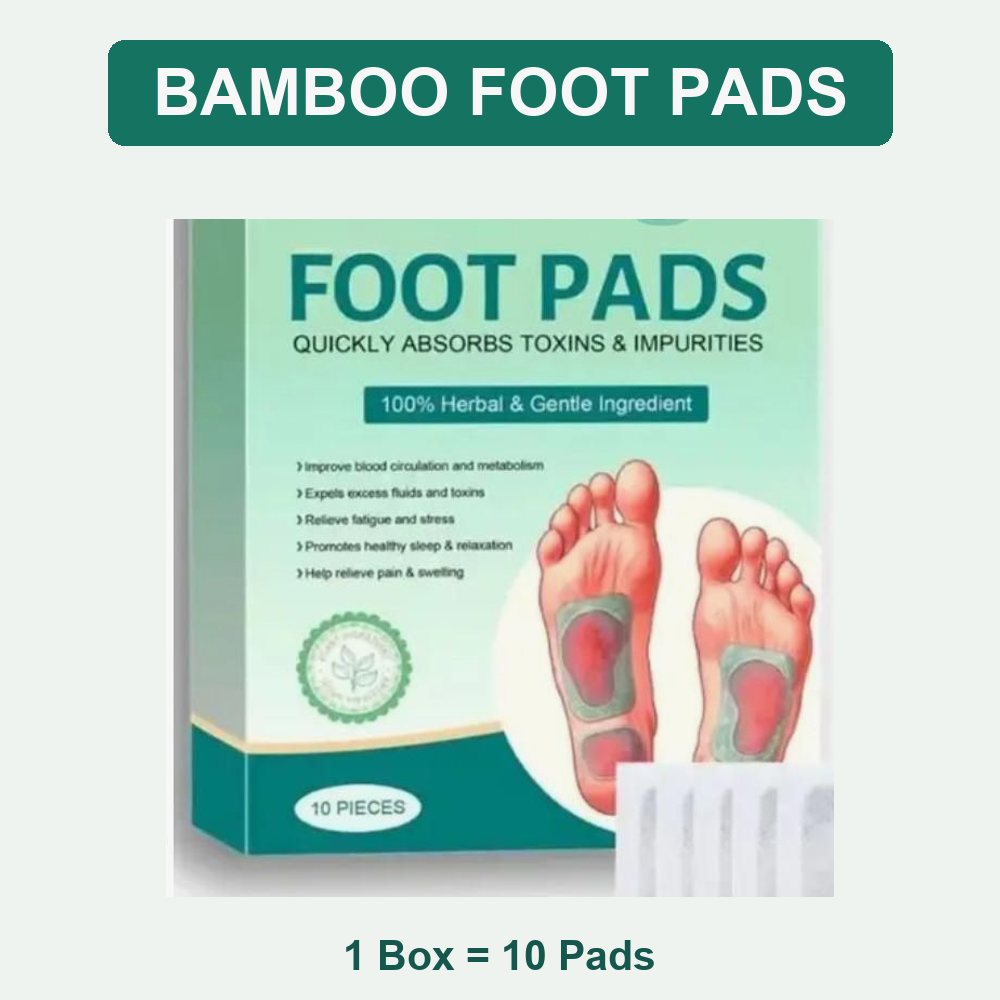 BAMBOO FOOT PADS
FOOT PADS
QUICKLY ABSORBS TOXINS & IMPURITIES
100% Herbal & Gentle Ingredient
Improve blood circulation and metabolism
Expels excess fluids and toxins
Relieve fatigue and stress
Promotes healthy sleep & relaxation
Help relieve pain & swelling
10 PIECES
1 Box = 10 Pads